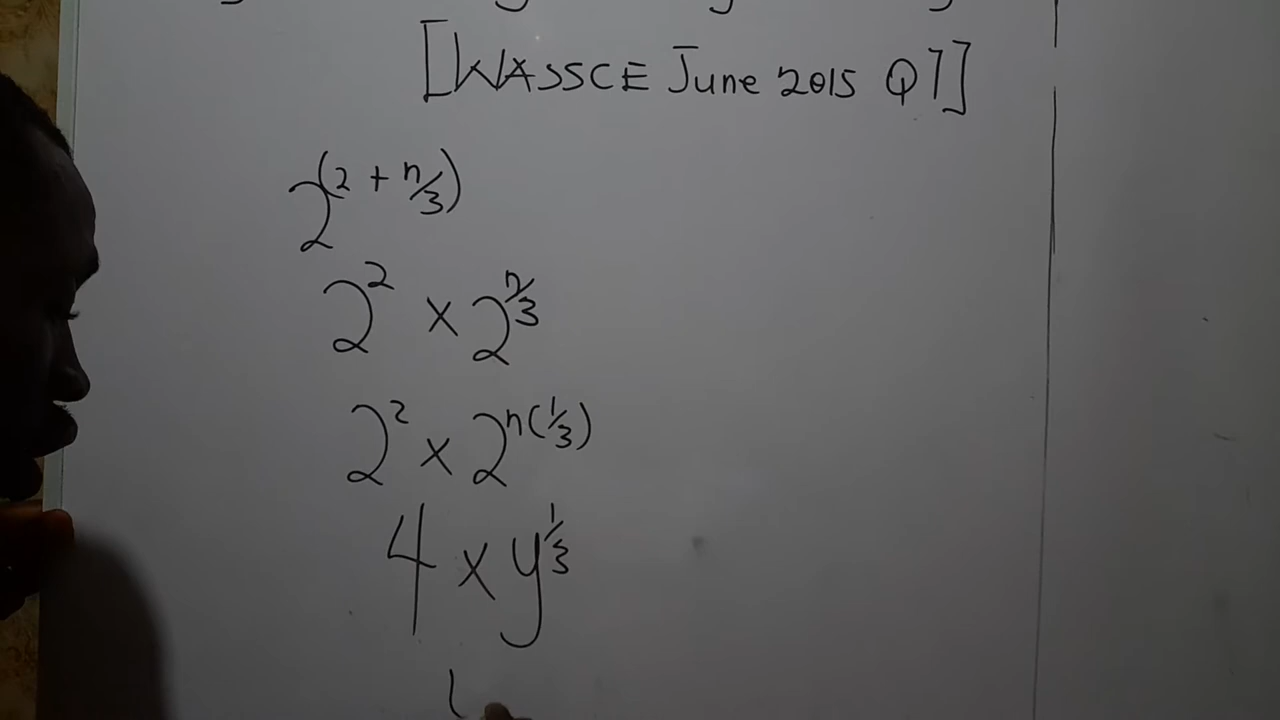 [WASSCE June 2015 Q7]
2^(2 + n/3)
2^2 × 2^n/3
2^2 × 2^n(1/3)
4 × y^1/3